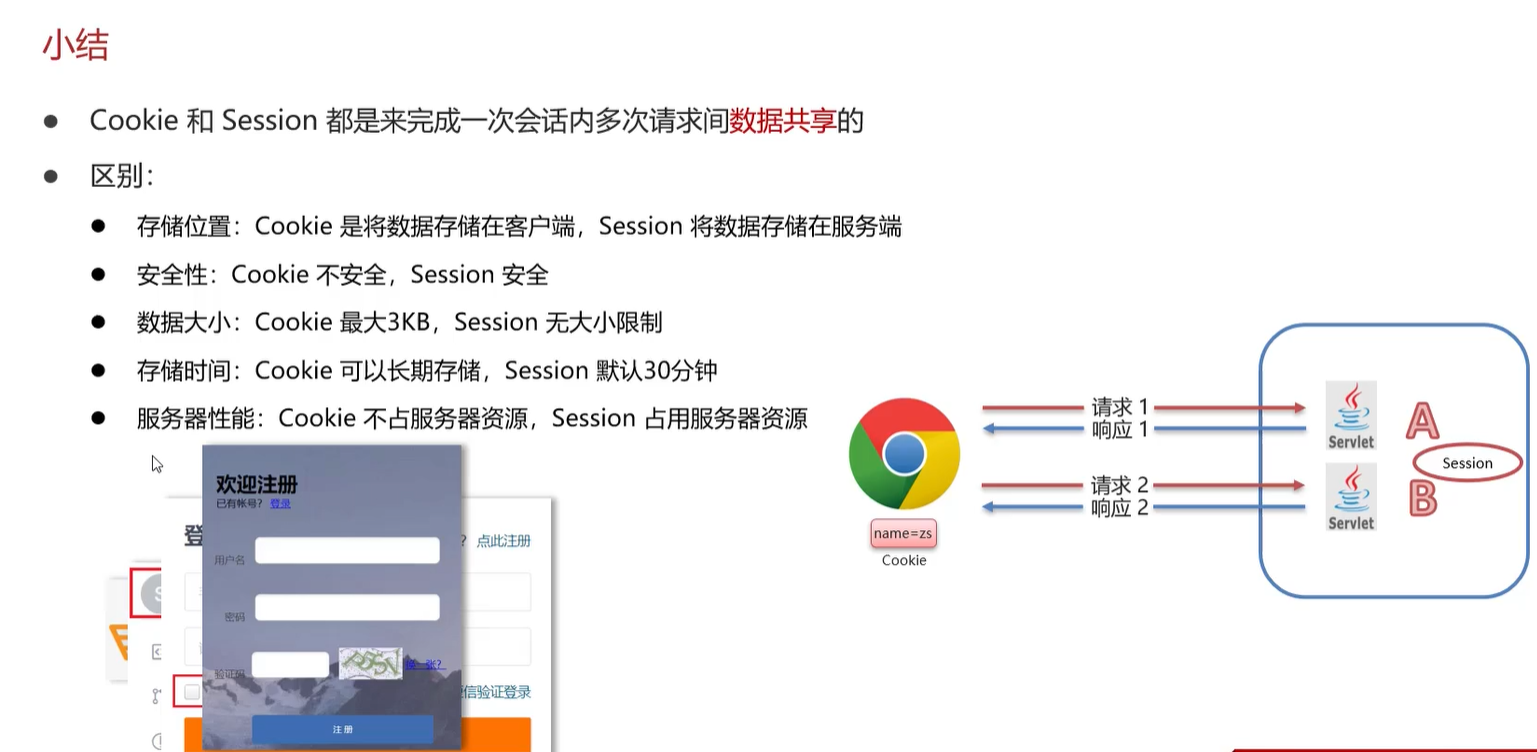 小结
Cookie 和 Session 都是来完成一次会话内多次请求间数据共享的
区别：
存储位置：Cookie 是将数据存储在客户端，Session 将数据存储在服务端
安全性：Cookie 不安全，Session 安全
数据大小：Cookie 最大3KB，Session 无大小限制
存储时间：Cookie 可以长期存储，Session 默认30分钟
服务器性能：Cookie 不占服务器资源，Session 占用服务器资源
欢迎注册
已有帐号？ 登录
登
? 点此注册
用户名
密码
验证码
换一张?
信验证登录
注 册
请求 1
响应 1
请求 2
响应 2
name=zs
Cookie
Servlet
A
Session
Servlet
B